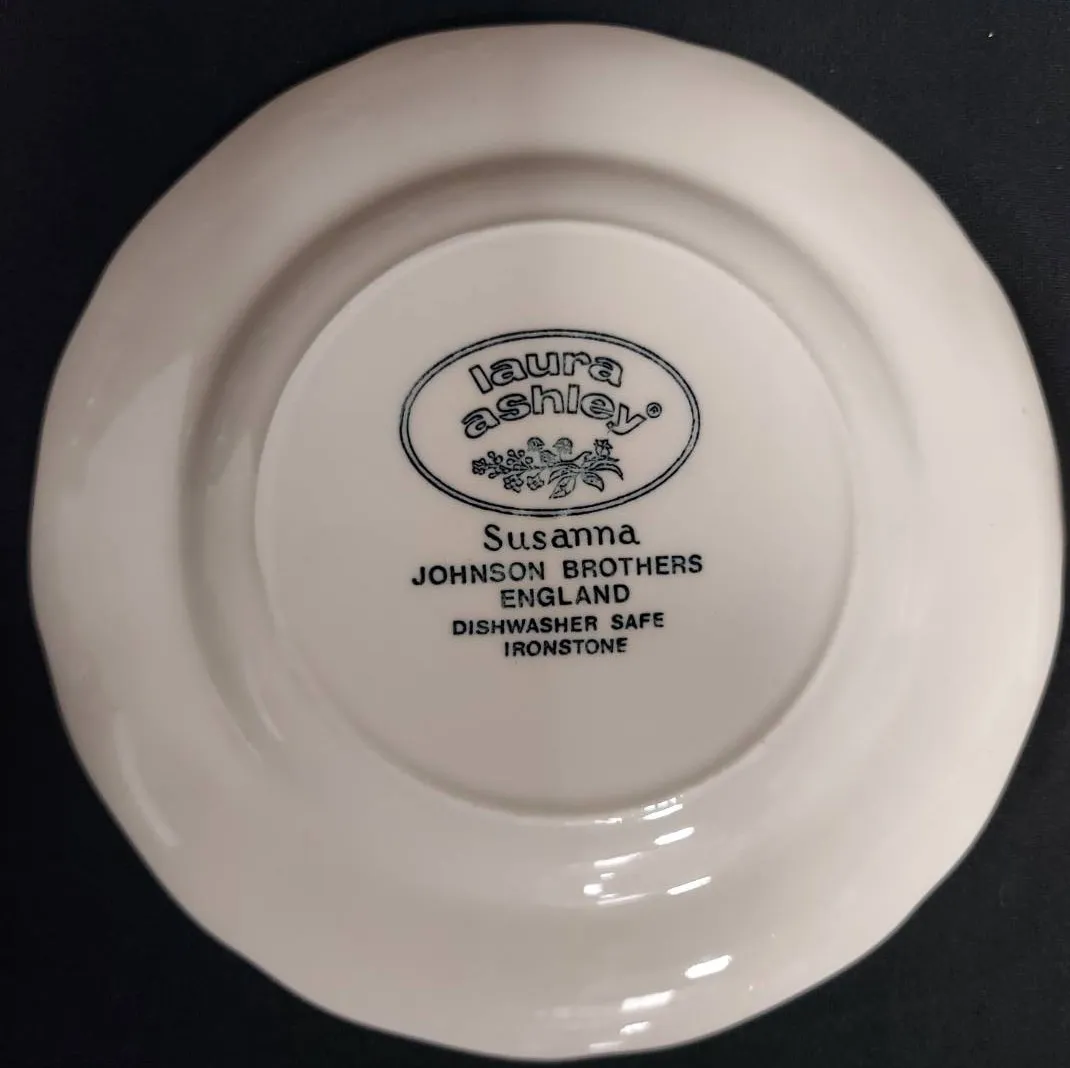 laura
ashley®
Susanna
JOHNSON BROTHERS
ENGLAND
DISHWASHER SAFE
IRONSTONE